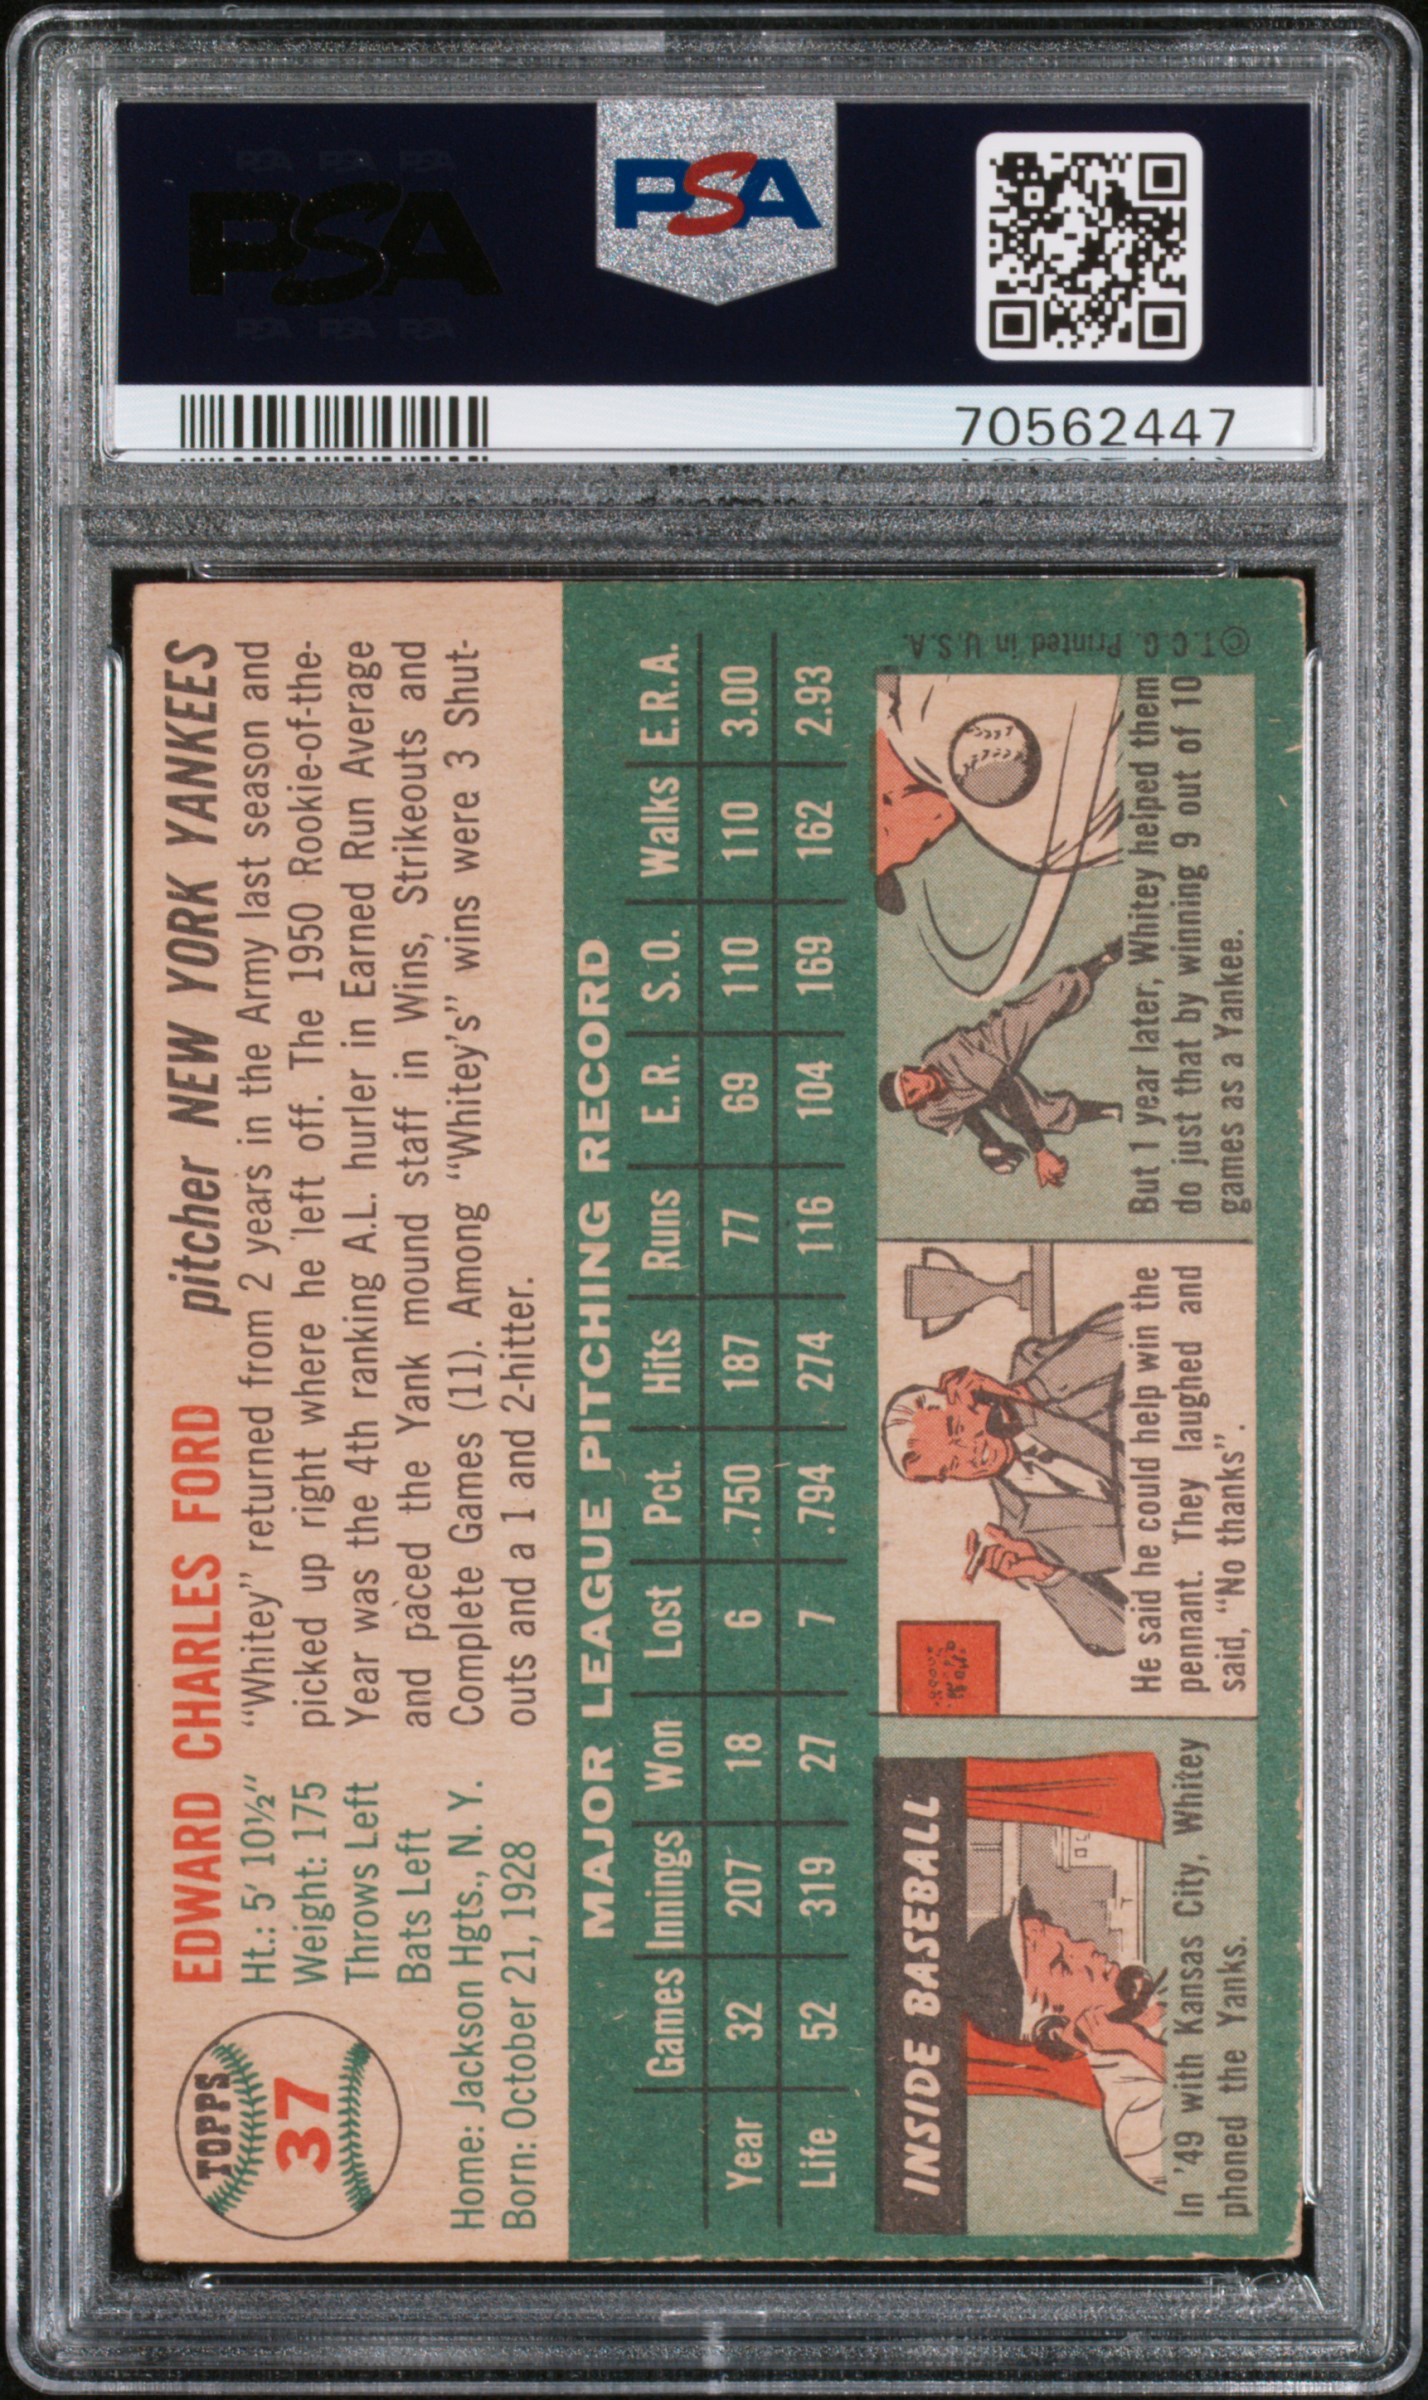 PSA PSA PSA
PSA
PSA PSA PSA
PSA
70562447
TOPPS
37
EDWARD CHARLES FORD pitcher NEW YORK YANKEES
Ht.: 5' 10½"
Weight: 175
Throws Left
Bats Left
Home: Jackson Hgts., N. Y.
Born: October 21, 1928
"Whitey" returned from 2 years in the Army last season and
picked up right where he left off. The 1950 Rookie-of-the-
Year was the 4th ranking A.L. hurler in Earned Run Average
and paced the Yank mound staff in Wins, Strikeouts and
Complete Games (11). Among "Whitey's" wins were 3 Shut-
outs and a 1 and 2-hitter.
MAJOR LEAGUE PITCHING RECORD
Games Innings Won Lost Pct. Hits Runs E.R. S.O. Walks E.R.A.
Year 32 207 18 6 .750 187 77 69 110 110 3.00
Life 52 319 27 7 .794 274 116 104 169 162 2.93
INSIDE BASEBALL
In '49 with Kansas City, Whitey
phoned the Yanks.
He said he could help win the
pennant. They laughed and
said, "No thanks".
But 1 year later, Whitey helped them
do just that by winning 9 out of 10
games as a Yankee.
©T.C.G. Printed in U.S.A.
PSA